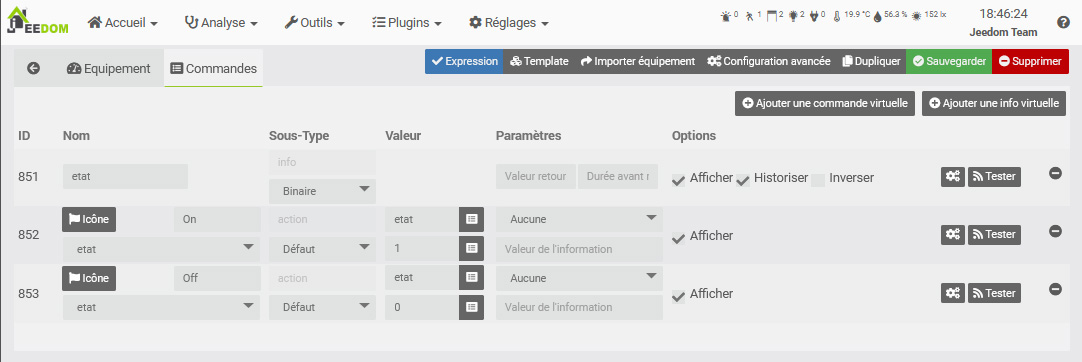 JEEDOM Accueil Analyse Outils Plugins Réglages 0 1 2 2 0 19.9 °C 56.3 % 152 lx 18:46:24
Jeedom Team
Equipement Commandes Expression Template Importer équipement Configuration avancée Dupliquer Sauvegarder Supprimer
Ajouter une commande virtuelle Ajouter une info virtuelle
ID Nom Sous-Type Valeur Paramètres Options
info
851 etat Valeur retour Durée avant r Afficher Historiser Inverser Tester
Binaire
Icône On action etat Aucune
852 Afficher Tester
etat Défaut 1 Valeur de l'information
Icône Off action etat Aucune
853 Afficher Tester
etat Défaut 0 Valeur de l'information